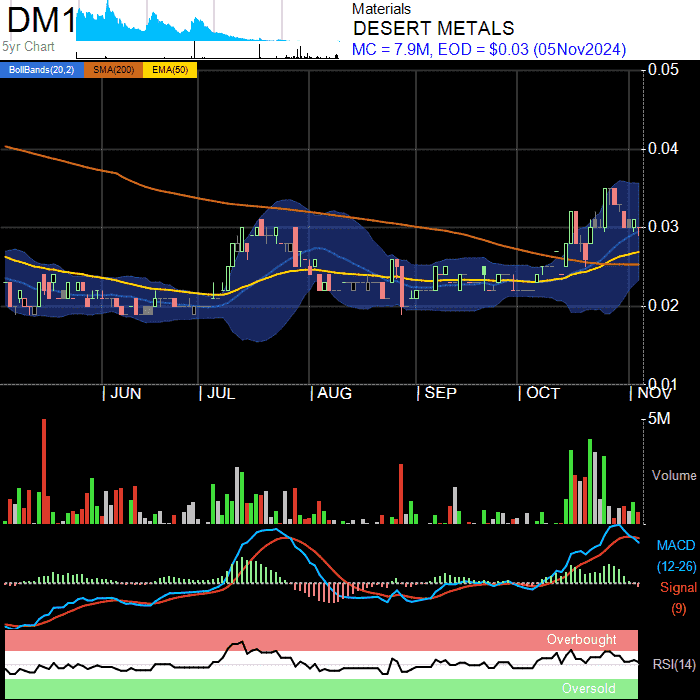 DM1
5yr Chart
Materials
DESERT METALS
MC = 7.9M, EOD = $0.03 (05Nov2024)
BollBands(20,2) SMA(200) EMA(50)
0.05
0.04
0.03
0.02
0.01
JUN JUL AUG SEP OCT NOV
5M
Volume
MACD
(12-26)
Signal
(9)
Overbought
RSI(14)
Oversold